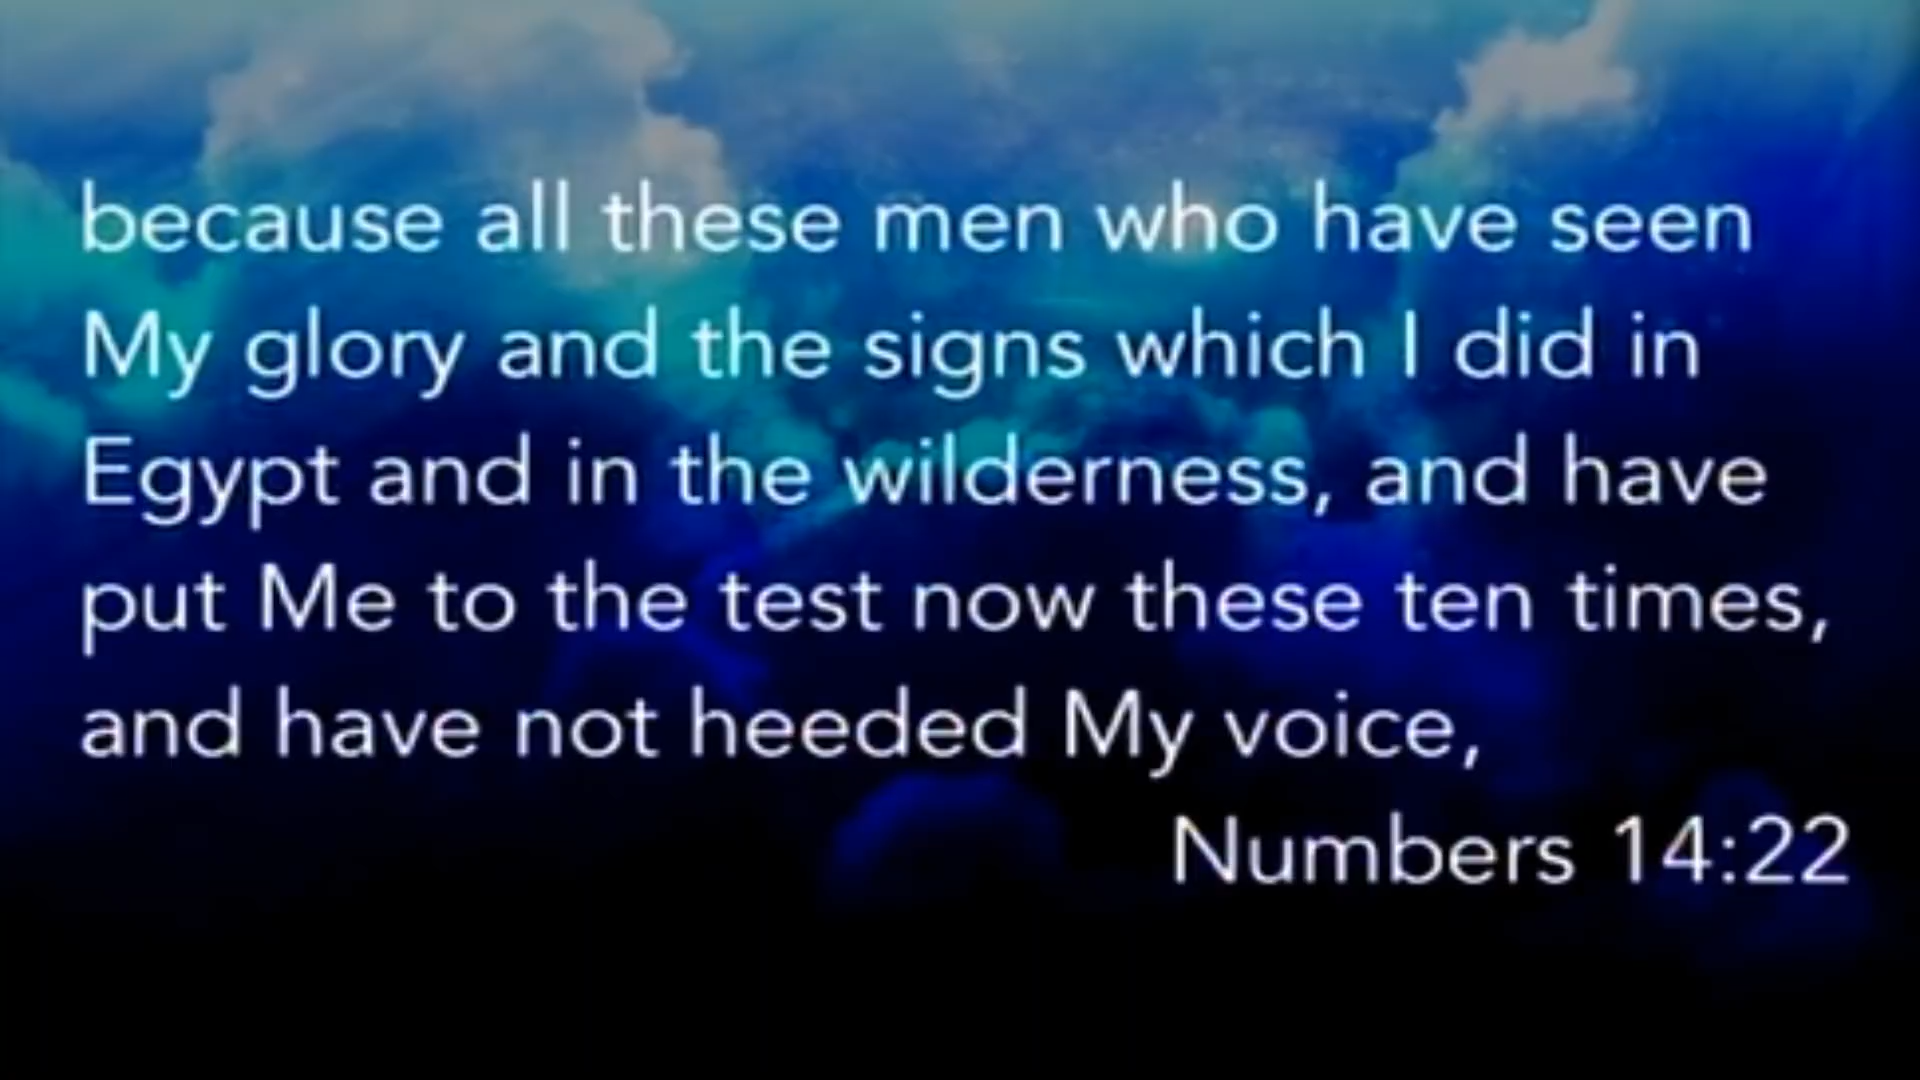 because all these men who have seen
My glory and the signs which I did in
Egypt and in the wilderness, and have
put Me to the test now these ten times,
and have not heeded My voice,
Numbers 14:22